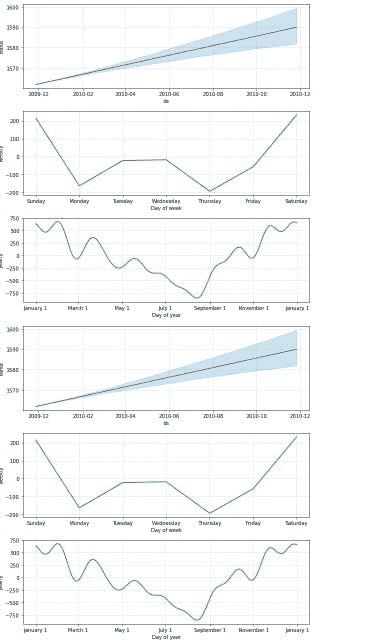 1600
1590
1580
1570
2009-12 2010-02 2010-04 2010-06 2010-08 2010-10 2010-12
ds
200
100
0
−100
−200
Sunday Monday Tuesday Wednesday Thursday Friday Saturday
Day of week
750
500
250
0
−250
−500
−750
January 1 March 1 May 1 July 1 September 1 November 1 January 1
Day of year
1600
1590
1580
1570
2009-12 2010-02 2010-04 2010-06 2010-08 2010-10 2010-12
ds
200
100
0
−100
−200
Sunday Monday Tuesday Wednesday Thursday Friday Saturday
Day of week
750
500
250
0
−250
−500
−750
January 1 March 1 May 1 July 1 September 1 November 1 January 1
Day of year